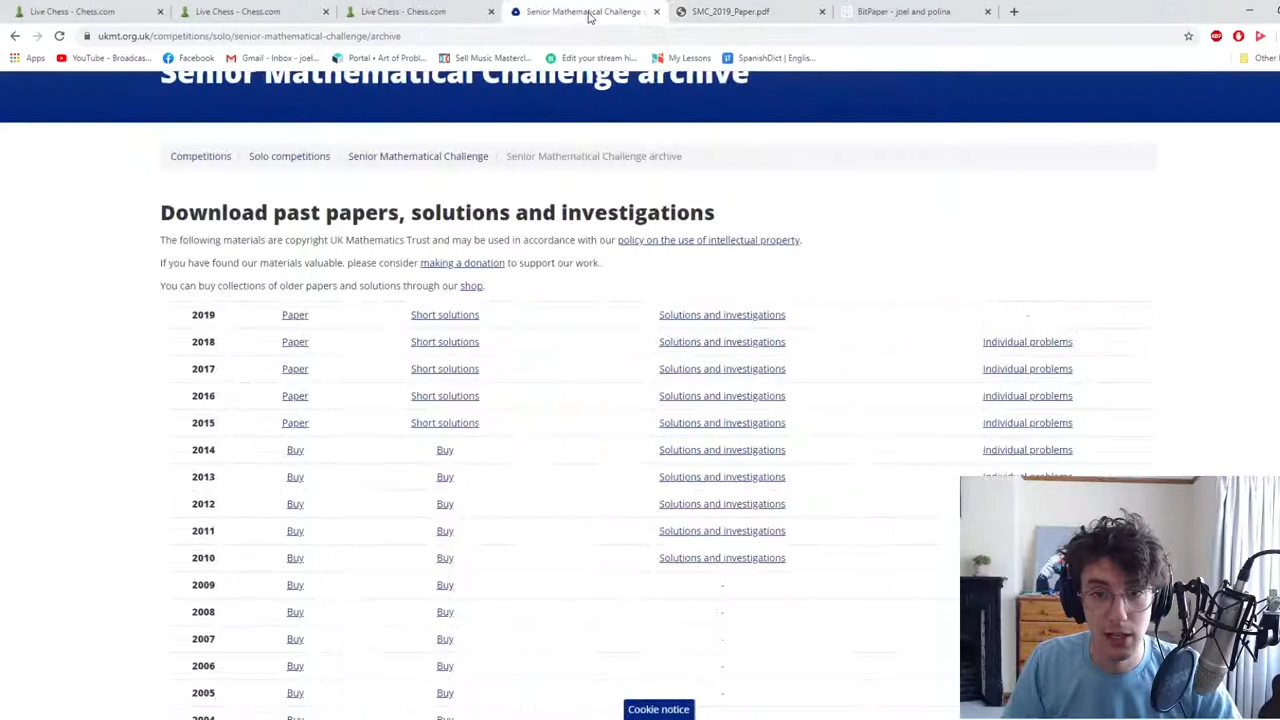 Live Chess - Chess.com
Live Chess - Chess.com
Live Chess - Chess.com
Senior Mathematical Challenge
SMC_2019_Paper.pdf
BitPaper - joel and polina
ukmt.org.uk/competitions/solo/senior-mathematical-challenge/archive
Apps
YouTube - Broadcas...
Facebook
Gmail - Inbox - joel...
Portal • Art of Probl...
Sell Music Mastercl...
Edit your stream hi...
My Lessons
SpanishDict | Englis...
Other
Senior Mathematical Challenge archive
Competitions
Solo competitions
Senior Mathematical Challenge
Senior Mathematical Challenge archive
Download past papers, solutions and investigations
The following materials are copyright UK Mathematics Trust and may be used in accordance with our policy on the use of intellectual property.
If you have found our materials valuable, please consider making a donation to support our work.
You can buy collections of older papers and solutions through our shop.
2019 Paper Short solutions Solutions and investigations -
2018 Paper Short solutions Solutions and investigations Individual problems
2017 Paper Short solutions Solutions and investigations Individual problems
2016 Paper Short solutions Solutions and investigations Individual problems
2015 Paper Short solutions Solutions and investigations Individual problems
2014 Buy Buy Solutions and investigations Individual problems
2013 Buy Buy Solutions and investigations Individual problems
2012 Buy Buy Solutions and investigations
2011 Buy Buy Solutions and investigations
2010 Buy Buy Solutions and investigations
2009 Buy Buy -
2008 Buy Buy -
2007 Buy Buy -
2006 Buy Buy -
2005 Buy Buy -
Cookie notice